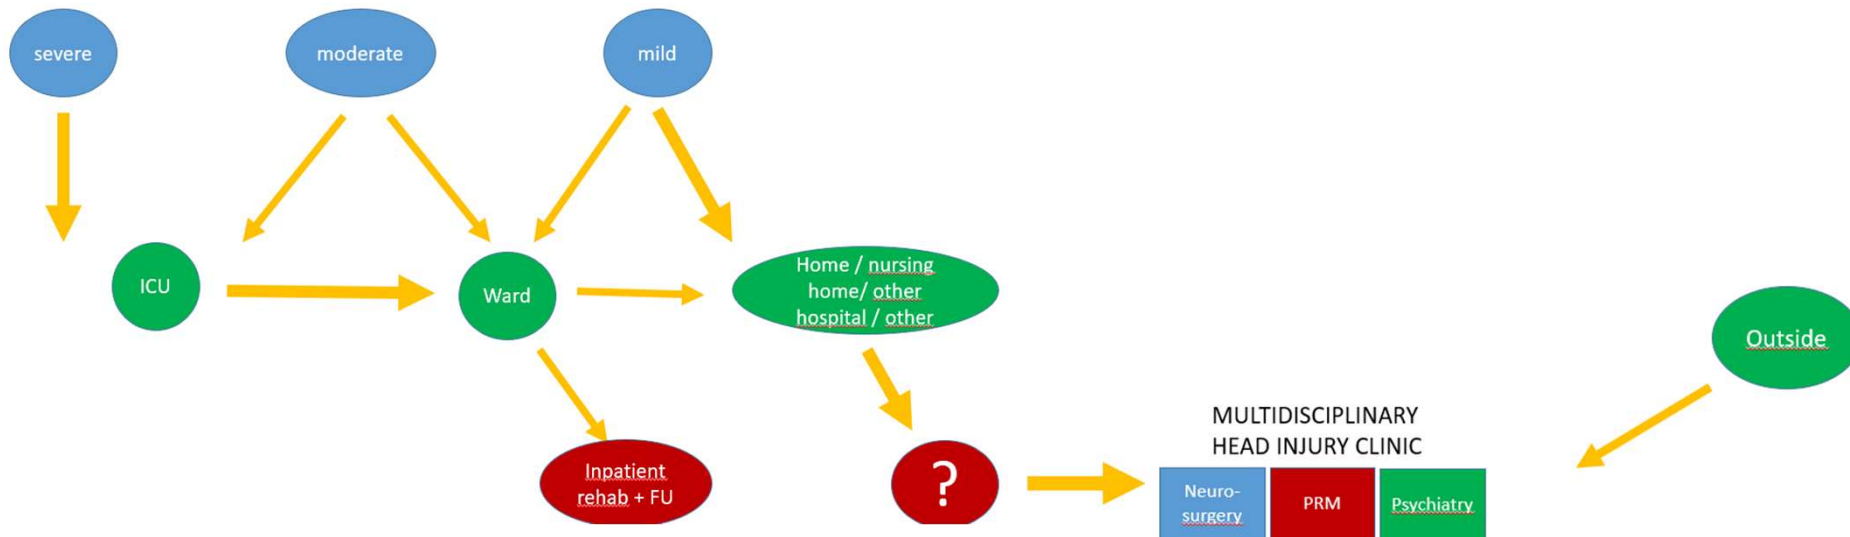 severe
moderate
mild
ICU
Ward
Home / nursing
home/ other
hospital / other
Outside
Inpatient
rehab + FU
?
MULTIDISCIPLINARY
HEAD INJURY CLINIC
Neuro-
surgery
PRM
Psychiatry